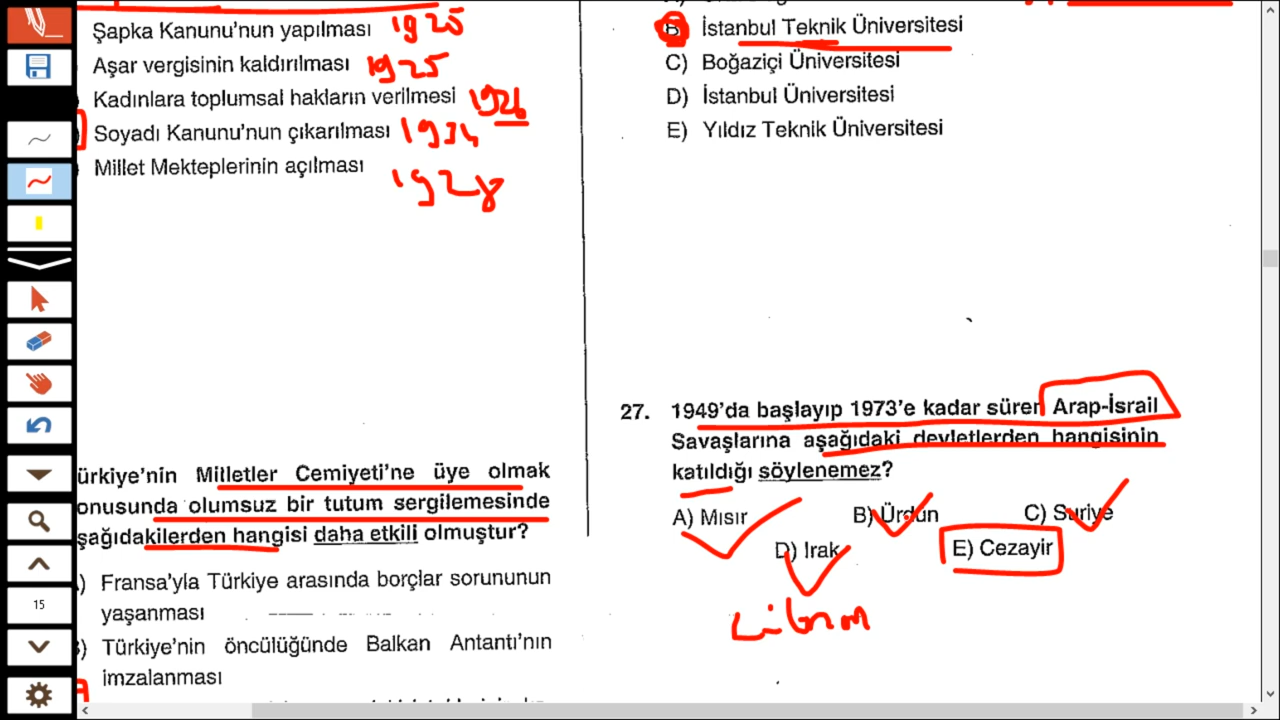 Şapka Kanunu'nun yapılması 1925
Aşar vergisinin kaldırılması 1925
Kadınlara toplumsal hakların verilmesi 1926
Soyadı Kanunu'nun çıkarılması 1934
Millet Mekteplerinin açılması 1928
ürkiye'nin Milletler Cemiyeti'ne üye olmak
onusunda olumsuz bir tutum sergilemesinde
şağıdakilerden hangisi daha etkili olmuştur?
) Fransa'yla Türkiye arasında borçlar sorununun
yaşanması
) Türkiye'nin öncülüğünde Balkan Antantı'nın
imzalanması
B) İstanbul Teknik Üniversitesi
C) Boğaziçi Üniversitesi
D) İstanbul Üniversitesi
E) Yıldız Teknik Üniversitesi
27. 1949'da başlayıp 1973'e kadar süren Arap-İsrail
Savaşlarına aşağıdaki devletlerden hangisinin
katıldığı söylenemez?
A) Mısır B) Ürdün C) Suriye
D) Irak E) Cezayir
Lübnan
15